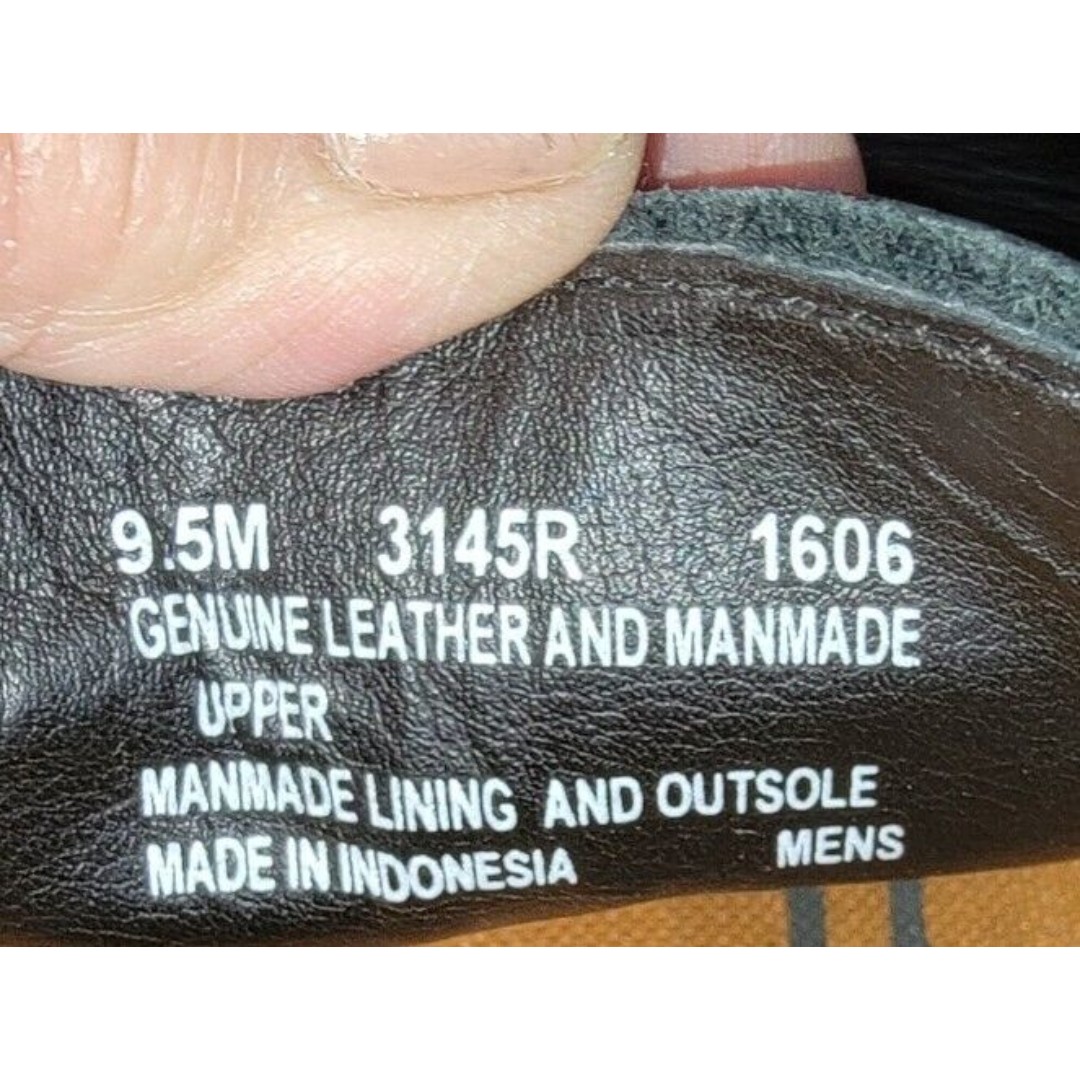 9.5M 3145R 1606
GENUINE LEATHER AND MANMADE
UPPER
MANMADE LINING AND OUTSOLE
MADE IN INDONESIA MENS